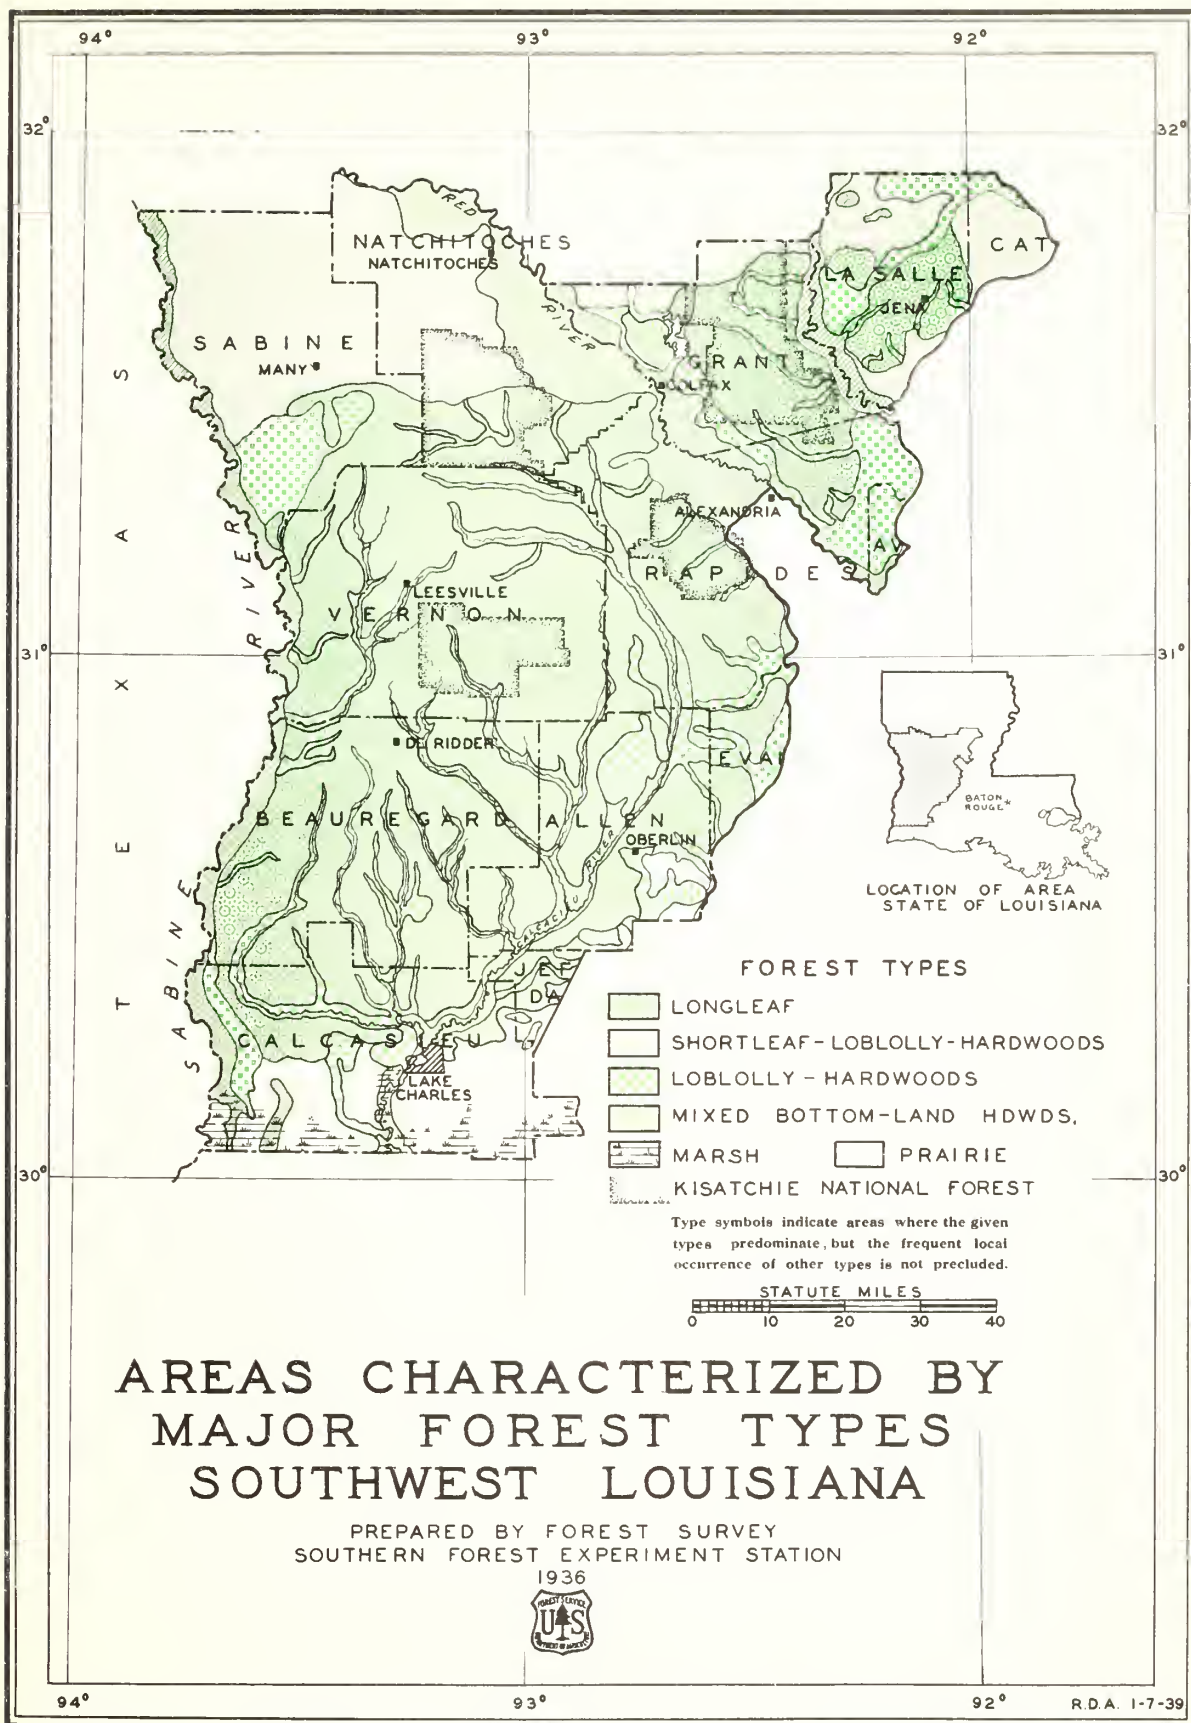 94° 93° 92°
32° 32°
RED
NATCHITOCHES
NATCHITOCHES
CAT
LA SALLE
JENA
RIVER
SABINE
MANY
GRANT
COLFAX
TEXAS
ALEXANDRIA
AV
RAPIDES
SABINE RIVER
LEESVILLE
VERNON
31° 31°
DE RIDDER
EVAN
BEAUREGARD
ALLEN
OBERLIN
CALCASIEU RIVER
BATON
ROUGE
LOCATION OF AREA
STATE OF LOUISIANA
JEF
DA
CALCASIEU
LAKE
CHARLES
FOREST TYPES
LONGLEAF
SHORTLEAF-LOBLOLLY-HARDWOODS
LOBLOLLY - HARDWOODS
MIXED BOTTOM-LAND HDWDS.
MARSH PRAIRIE
KISATCHIE NATIONAL FOREST
30° 30°
Type symbols indicate areas where the given
types predominate, but the frequent local
occurrence of other types is not precluded.
STATUTE MILES
0 10 20 30 40
AREAS CHARACTERIZED BY
MAJOR FOREST TYPES
SOUTHWEST LOUISIANA
PREPARED BY FOREST SURVEY
SOUTHERN FOREST EXPERIMENT STATION
1936
FOREST SERVICE
US
DEPARTMENT OF AGRICULTURE
94° 93° 92°
R.D.A. 1-7-39